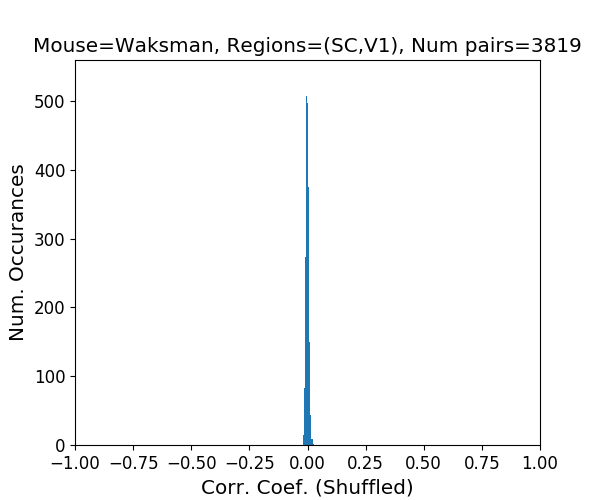 Mouse=Waksman, Regions=(SC,V1), Num pairs=3819
500
400
300
200
100
0
Num. Occurances
−1.00 −0.75 −0.50 −0.25 0.00 0.25 0.50 0.75 1.00
Corr. Coef. (Shuffled)